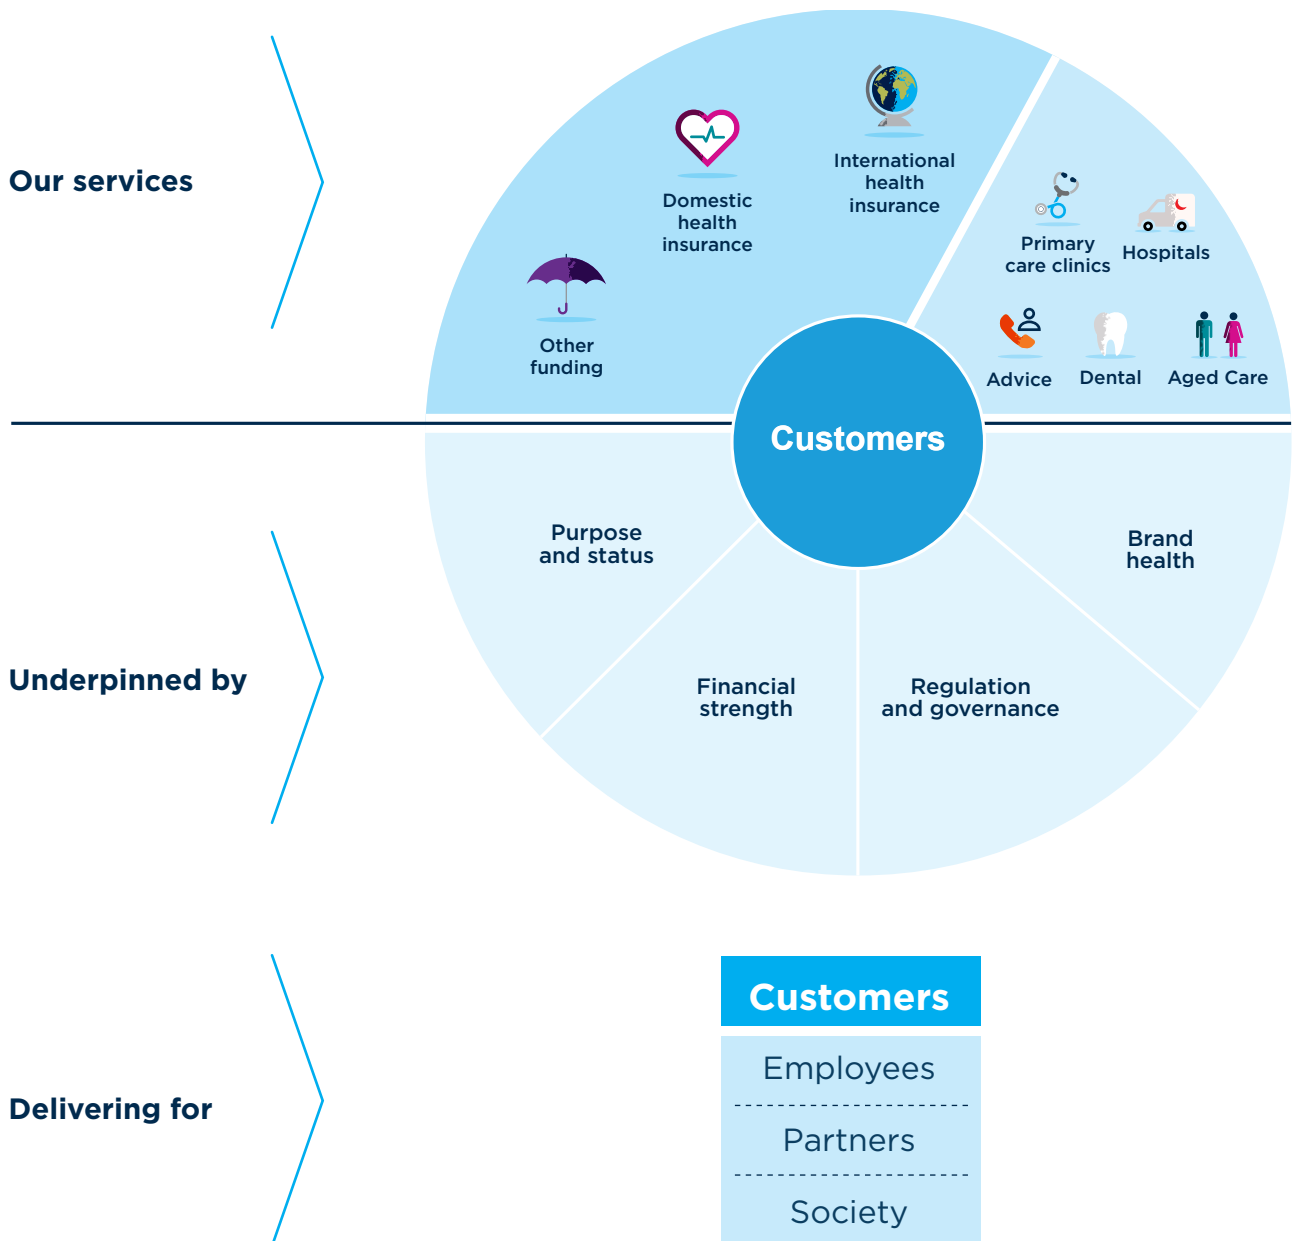 Our services
International
health
insurance
Domestic
health
insurance
Other
funding
Primary
care clinics
Hospitals
Advice
Dental
Aged Care
Customers
Underpinned by
Purpose
and status
Financial
strength
Regulation
and governance
Brand
health
Delivering for
Customers
Employees
Partners
Society